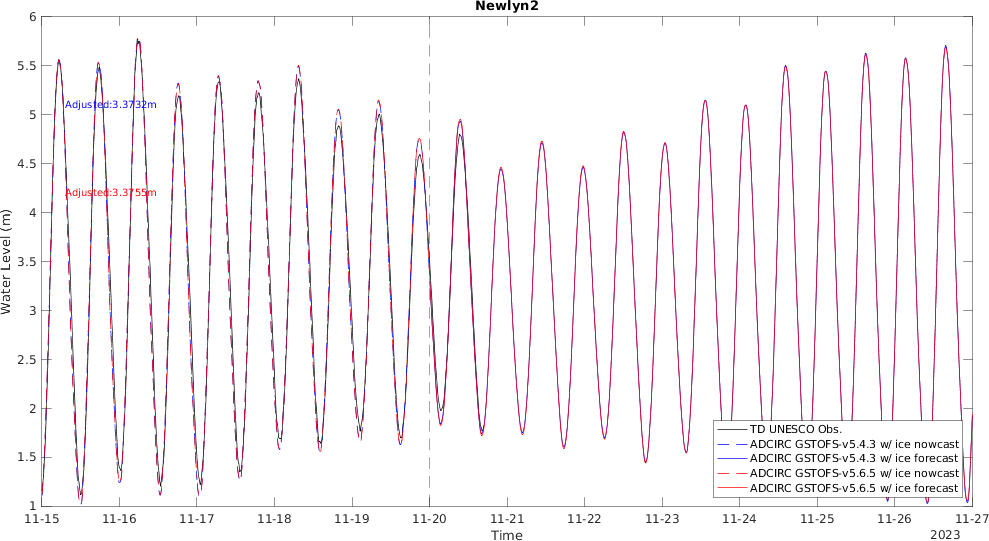 Newlyn2
6
5.5
5
4.5
4
3.5
3
2.5
2
1.5
1
Water Level (m)
Adjusted:3.3732m
Adjusted:3.3755m
TD UNESCO Obs.
ADCIRC GSTOFS-v5.4.3 w/ ice nowcast
ADCIRC GSTOFS-v5.4.3 w/ ice forecast
ADCIRC GSTOFS-v5.6.5 w/ ice nowcast
ADCIRC GSTOFS-v5.6.5 w/ ice forecast
11-15 11-16 11-17 11-18 11-19 11-20 11-21 11-22 11-23 11-24 11-25 11-26 11-27
Time
2023